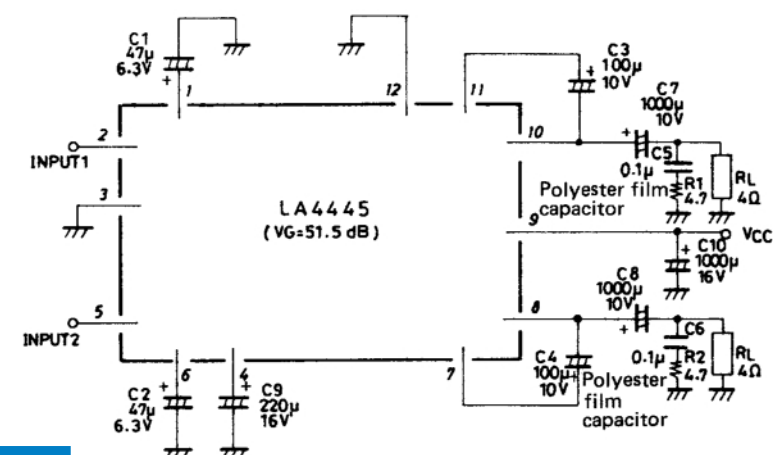 C1
47µ
6.3V
+
1
12
11
+
C3
100µ
10V
C7
1000µ
10V
2
INPUT1
10
+
C5
0.1µ
R1
4.7
RL
4Ω
Polyester film
capacitor
3
LA4445
(VG=51.5 dB)
9
VCC
+
C10
1000µ
16V
C8
1000µ
10V
5
INPUT2
8
+
C6
0.1µ
R2
4.7
RL
4Ω
C4
100µ
10V
+
Polyester
film
capacitor
6
4
7
C2
47µ
6.3V
+
+
C9
220µ
16V